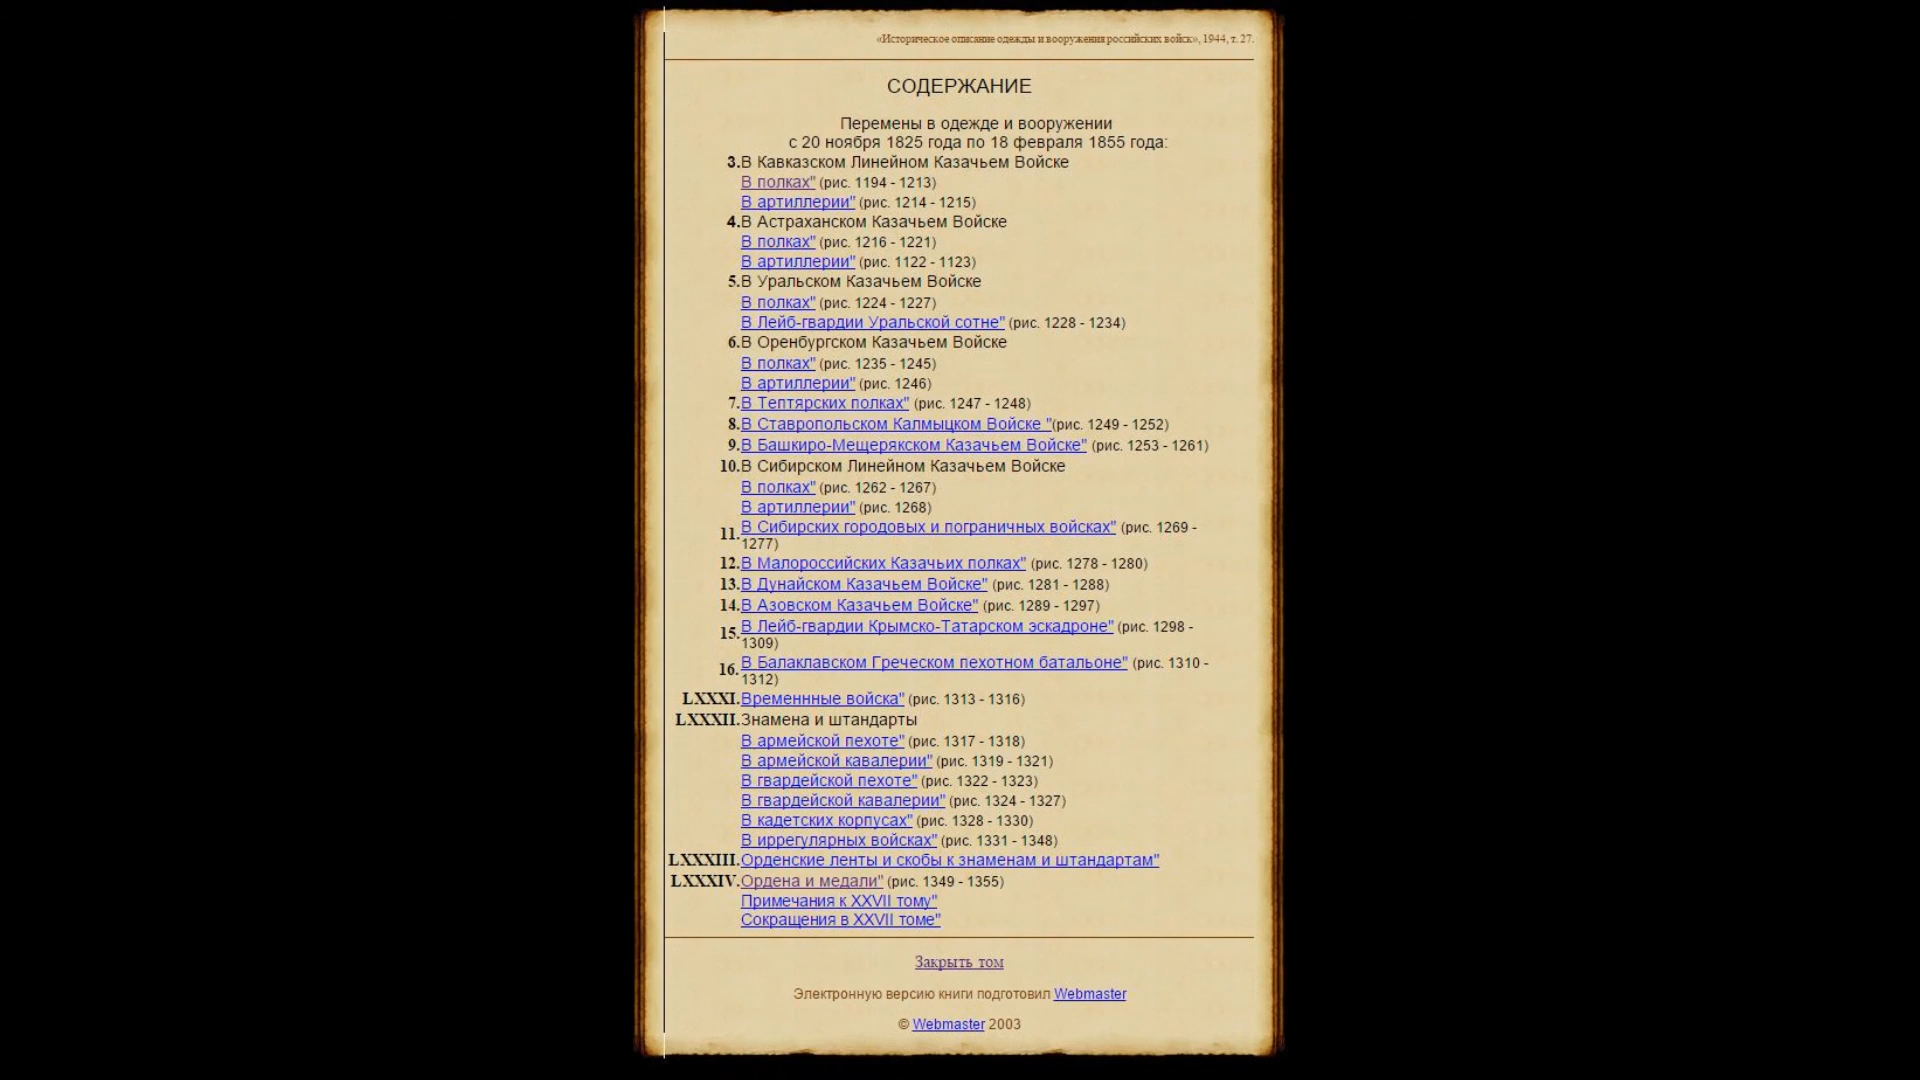 «Историческое описание одежды и вооружения российских войск», 1944, т. 27.
СОДЕРЖАНИЕ
Перемены в одежде и вооружении
с 20 ноября 1825 года по 18 февраля 1855 года:
3.В Кавказском Линейном Казачьем Войске
В полках" (рис. 1194 - 1213)
В артиллерии" (рис. 1214 - 1215)
4.В Астраханском Казачьем Войске
В полках" (рис. 1216 - 1221)
В артиллерии" (рис. 1122 - 1123)
5.В Уральском Казачьем Войске
В полках" (рис. 1224 - 1227)
В Лейб-гвардии Уральской сотне" (рис. 1228 - 1234)
6.В Оренбургском Казачьем Войске
В полках" (рис. 1235 - 1245)
В артиллерии" (рис. 1246)
7.В Тептярских полках" (рис. 1247 - 1248)
8.В Ставропольском Калмыцком Войске "(рис. 1249 - 1252)
9.В Башкиро-Мещерякском Казачьем Войске" (рис. 1253 - 1261)
10.В Сибирском Линейном Казачьем Войске
В полках" (рис. 1262 - 1267)
В артиллерии" (рис. 1268)
11.В Сибирских городовых и пограничных войсках" (рис. 1269 -
1277)
12.В Малороссийских Казачьих полках" (рис. 1278 - 1280)
13.В Дунайском Казачьем Войске" (рис. 1281 - 1288)
14.В Азовском Казачьем Войске" (рис. 1289 - 1297)
15.В Лейб-гвардии Крымско-Татарском эскадроне" (рис. 1298 -
1309)
16.В Балаклавском Греческом пехотном батальоне" (рис. 1310 -
1312)
LXXXI.Временнные войска" (рис. 1313 - 1316)
LXXXII.Знамена и штандарты
В армейской пехоте" (рис. 1317 - 1318)
В армейской кавалерии" (рис. 1319 - 1321)
В гвардейской пехоте" (рис. 1322 - 1323)
В гвардейской кавалерии" (рис. 1324 - 1327)
В кадетских корпусах" (рис. 1328 - 1330)
В иррегулярных войсках" (рис. 1331 - 1348)
LXXXIII.Орденские ленты и скобы к знаменам и штандартам"
LXXXIV.Ордена и медали" (рис. 1349 - 1355)
Примечания к XXVII тому"
Сокращения в XXVII томе"
Закрыть том
Электронную версию книги подготовил Webmaster
© Webmaster 2003